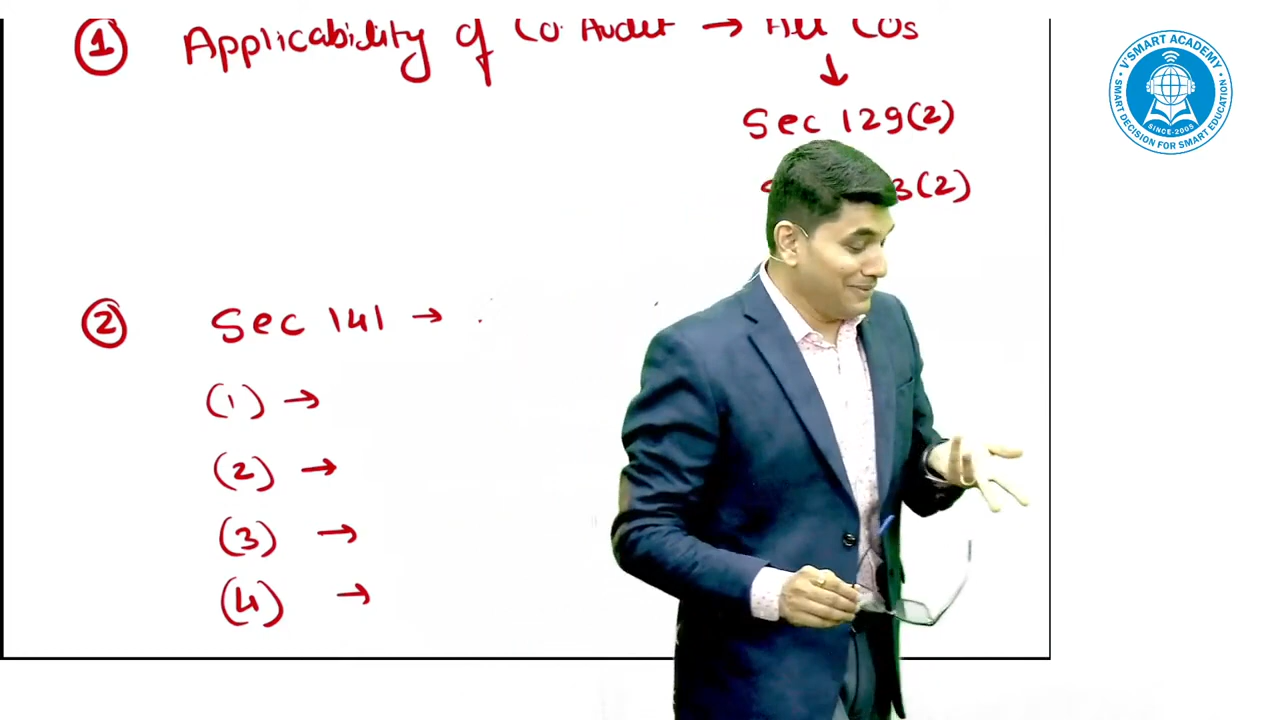 ① Applicability of Co. Audit → All COs
↓
Sec 129(2)
3(2)
② Sec 141 →
(1) →
(2) →
(3) →
(4) →
V'SMART ACADEMY
SMART DECISION FOR SMART EDUCATION
SINCE-2005